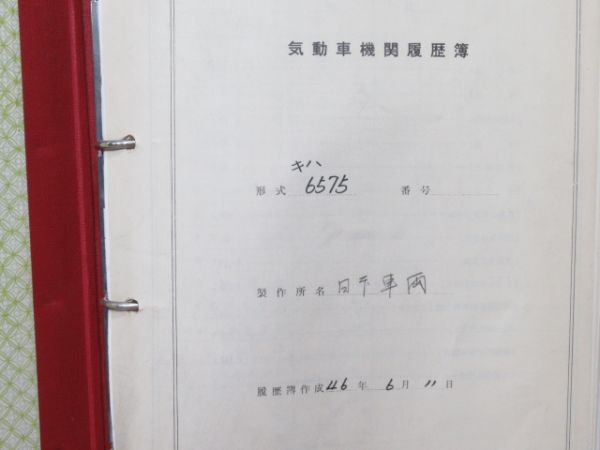 気動車機関履歴簿
キハ
形式 6575 番号
製作所名 日下車両
履歴簿作成 46年 6月 11日